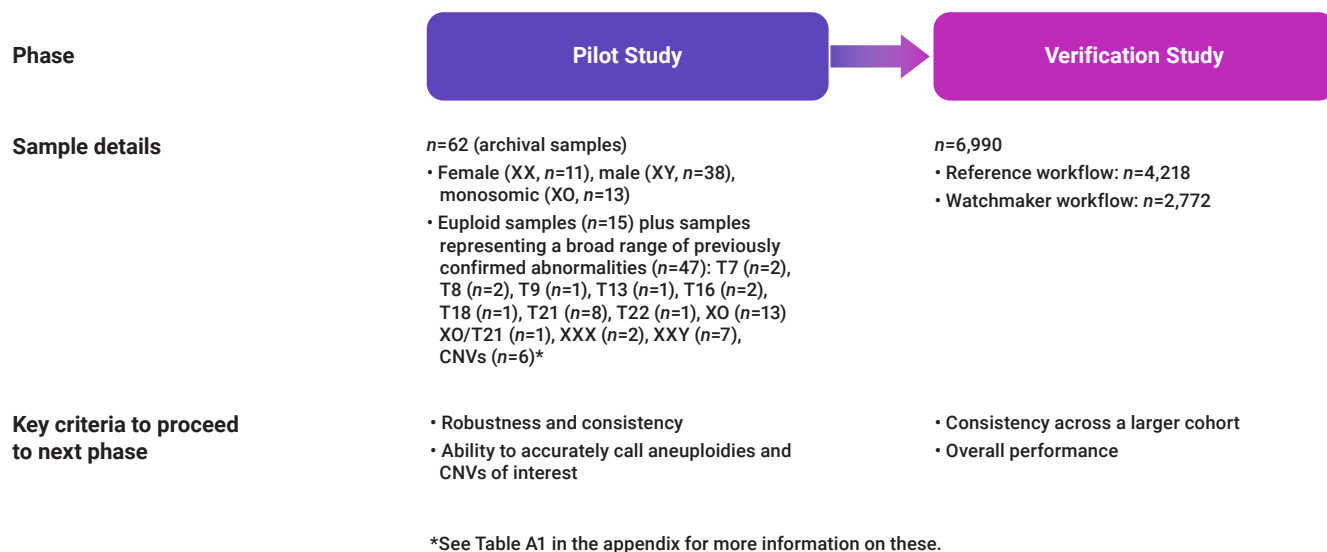 Phase
Pilot Study
Verification Study
Sample details
n=62 (archival samples)
• Female (XX, n=11), male (XY, n=38),
monosomic (XO, n=13)
• Euploid samples (n=15) plus samples
representing a broad range of previously
confirmed abnormalities (n=47): T7 (n=2),
T8 (n=2), T9 (n=1), T13 (n=1), T16 (n=2),
T18 (n=1), T21 (n=8), T22 (n=1), XO (n=13)
XO/T21 (n=1), XXX (n=2), XXY (n=7),
CNVs (n=6)*
n=6,990
• Reference workflow: n=4,218
• Watchmaker workflow: n=2,772
Key criteria to proceed
to next phase
• Robustness and consistency
• Ability to accurately call aneuploidies and
CNVs of interest
• Consistency across a larger cohort
• Overall performance
*See Table A1 in the appendix for more information on these.